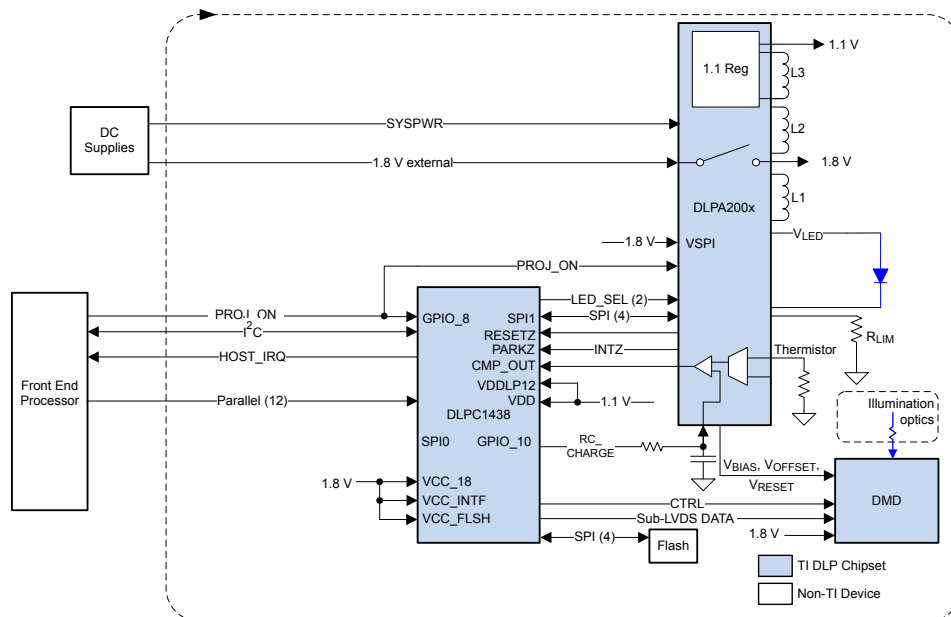 1.1 V
1.1 Reg
L3
DC
Supplies
SYSPWR
L2
1.8 V external
1.8 V
L1
DLPA200x
VLED
1.8 V
VSPI
PROJ_ON
Front End
Processor
PROJ_ON
I2C
HOST_IRQ
Parallel (12)
GPIO_8
SPI1
RESETZ
PARKZ
CMP_OUT
VDDLP12
VDD
DLPC1438
SPI0
GPIO_10
VCC_18
VCC_INTF
VCC_FLSH
1.8 V
LED_SEL (2)
SPI (4)
INTZ
1.1 V
RC_
CHARGE
RLIM
Thermistor
Illumination
optics
VBIAS, VOFFSET,
VRESET
CTRL
Sub-LVDS DATA
1.8 V
DMD
SPI (4)
Flash
TI DLP Chipset
Non-TI Device